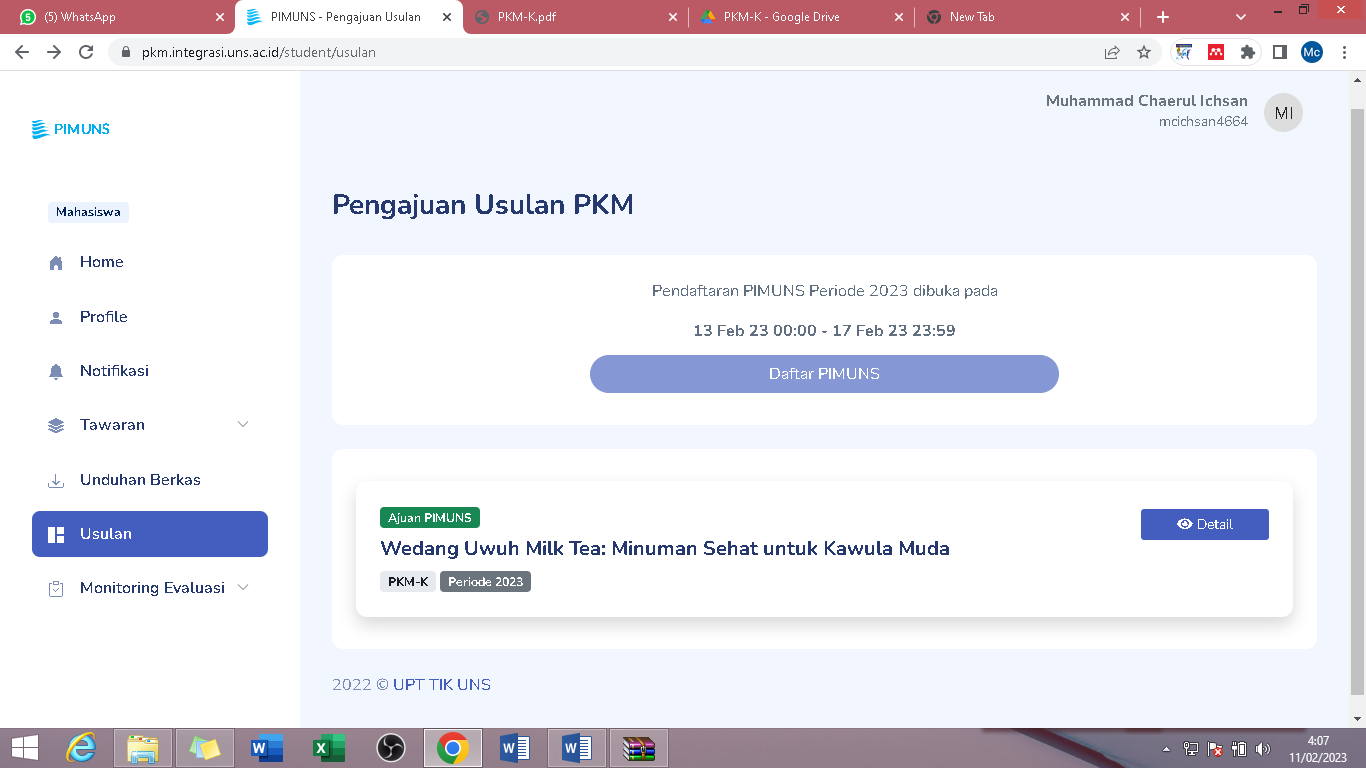 (5) WhatsApp
PIMUNS - Pengajuan Usulan
PKM-K.pdf
PKM-K - Google Drive
New Tab
pkm.integrasi.uns.ac.id/student/usulan
Mc
PIMUNS
Muhammad Chaerul Ichsan
mcichsan4664
MI
Mahasiswa
Home
Profile
Notifikasi
Tawaran
Unduhan Berkas
Usulan
Monitoring Evaluasi
Pengajuan Usulan PKM
Pendaftaran PIMUNS Periode 2023 dibuka pada
13 Feb 23 00:00 - 17 Feb 23 23:59
Daftar PIMUNS
Ajuan PIMUNS
Detail
Wedang Uwuh Milk Tea: Minuman Sehat untuk Kawula Muda
PKM-K Periode 2023
2022 © UPT TIK UNS
4:07
11/02/2023